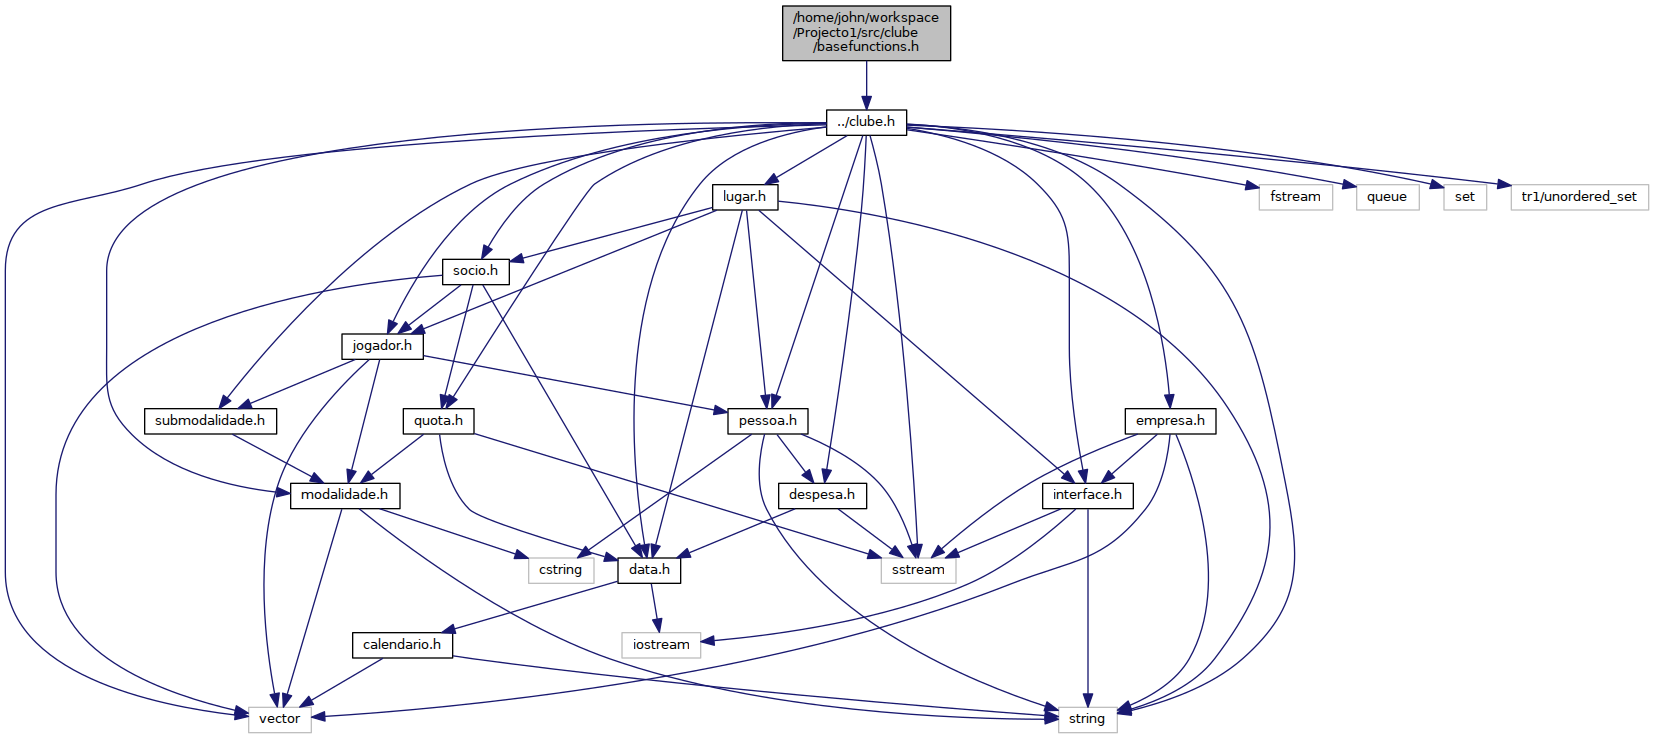 /home/john/workspace
/Projecto1/src/clube
/basefunctions.h
../clube.h
lugar.h
fstream
queue
set
tr1/unordered_set
socio.h
jogador.h
submodalidade.h
quota.h
pessoa.h
empresa.h
modalidade.h
despesa.h
interface.h
cstring
data.h
sstream
calendario.h
iostream
vector
string